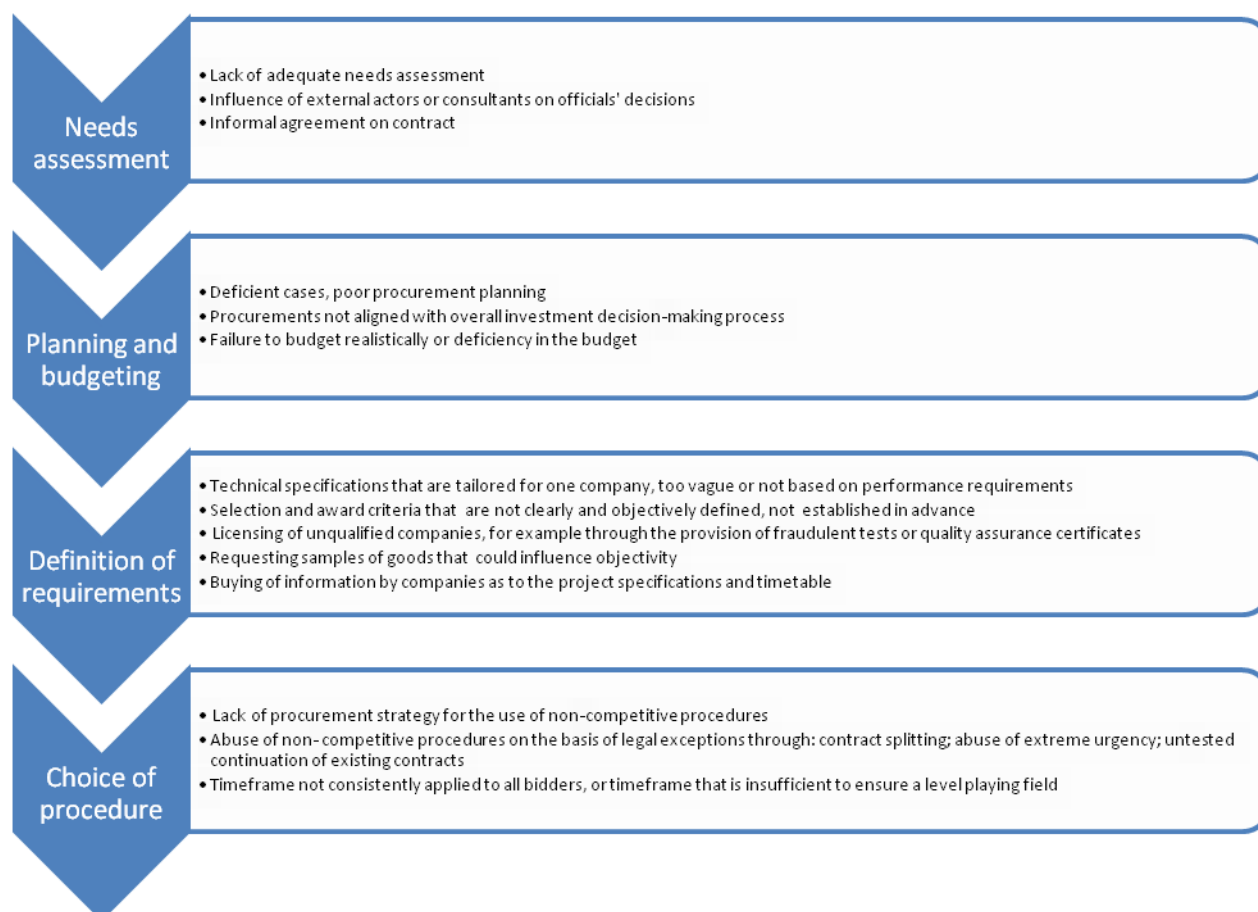 Needs
assessment
• Lack of adequate needs assessment
• Influence of external actors or consultants on officials' decisions
• Informal agreement on contract
Planning and
budgeting
• Deficient cases, poor procurement planning
• Procurements not aligned with overall investment decision-making process
• Failure to budget realistically or deficiency in the budget
Definition of
requirements
• Technical specifications that are tailored for one company, too vague or not based on performance requirements
• Selection and award criteria that are not clearly and objectively defined, not established in advance
• Licensing of unqualified companies, for example through the provision of fraudulent tests or quality assurance certificates
• Requesting samples of goods that could influence objectivity
• Buying of information by companies as to the project specifications and timetable
Choice of
procedure
• Lack of procurement strategy for the use of non-competitive procedures
• Abuse of non-competitive procedures on the basis of legal exceptions through: contract splitting; abuse of extreme urgency; untested
continuation of existing contracts
• Timeframe not consistently applied to all bidders, or timeframe that is insufficient to ensure a level playing field